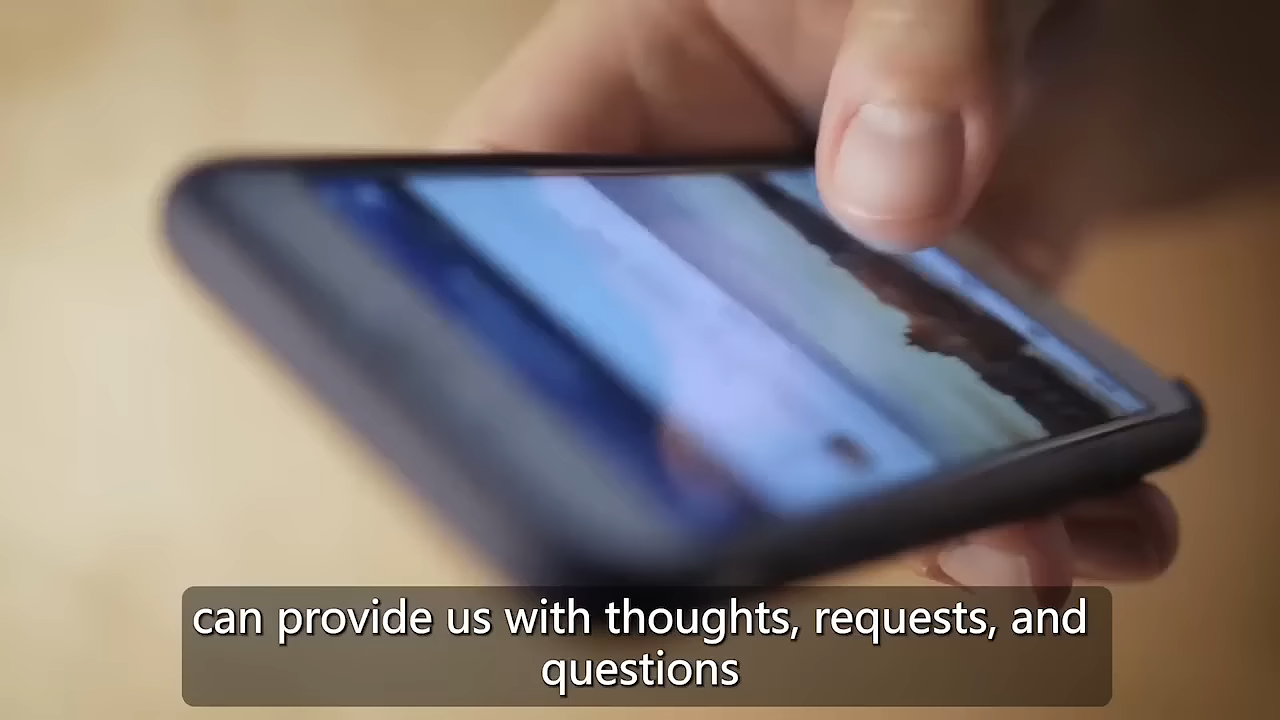 can provide us with thoughts, requests, and
questions